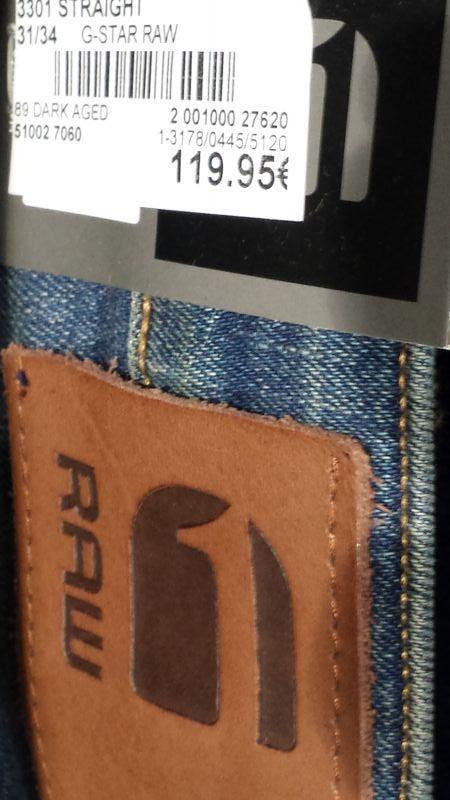 3301 STRAIGHT
31/34 G-STAR RAW
89 DARK AGED 2 001000 27620
51002 7060 1-3178/0445/5120
119.95€
RAW